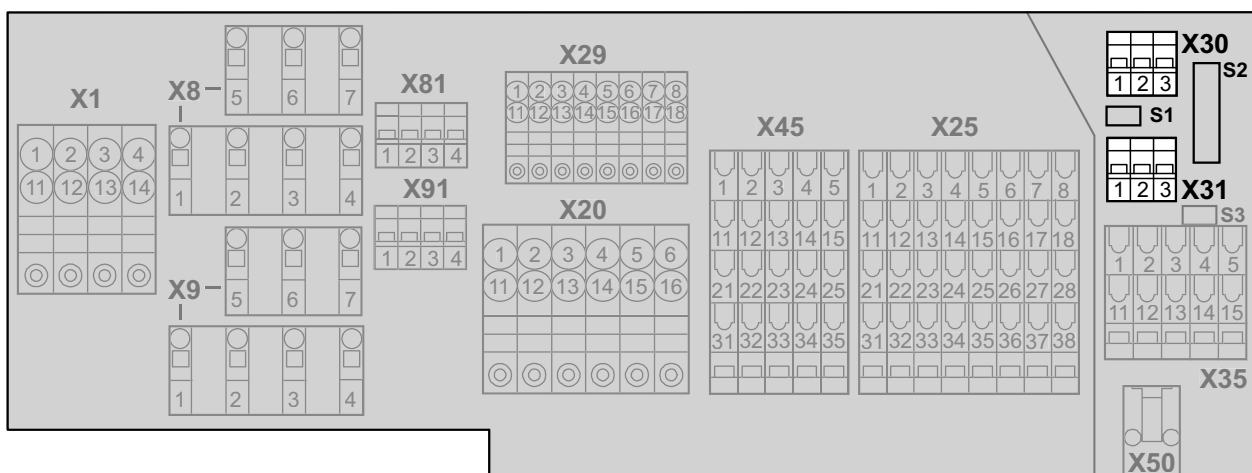 X1
1 2 3 4
11 12 13 14
X8
5 6 7
1 2 3 4
X9
5 6 7
1 2 3 4
X81
1 2 3 4
X91
1 2 3 4
X29
1 2 3 4 5 6 7 8
11 12 13 14 15 16 17 18
X20
1 2 3 4 5 6
11 12 13 14 15 16
X45
1 2 3 4 5
11 12 13 14 15
21 22 23 24 25
31 32 33 34 35
X25
1 2 3 4 5 6 7 8
11 12 13 14 15 16 17 18
21 22 23 24 25 26 27 28
31 32 33 34 35 36 37 38
X30
1 2 3
S2
S1
1 2 3
X31
S3
1 2 3 4 5
11 12 13 14 15
X35
X50